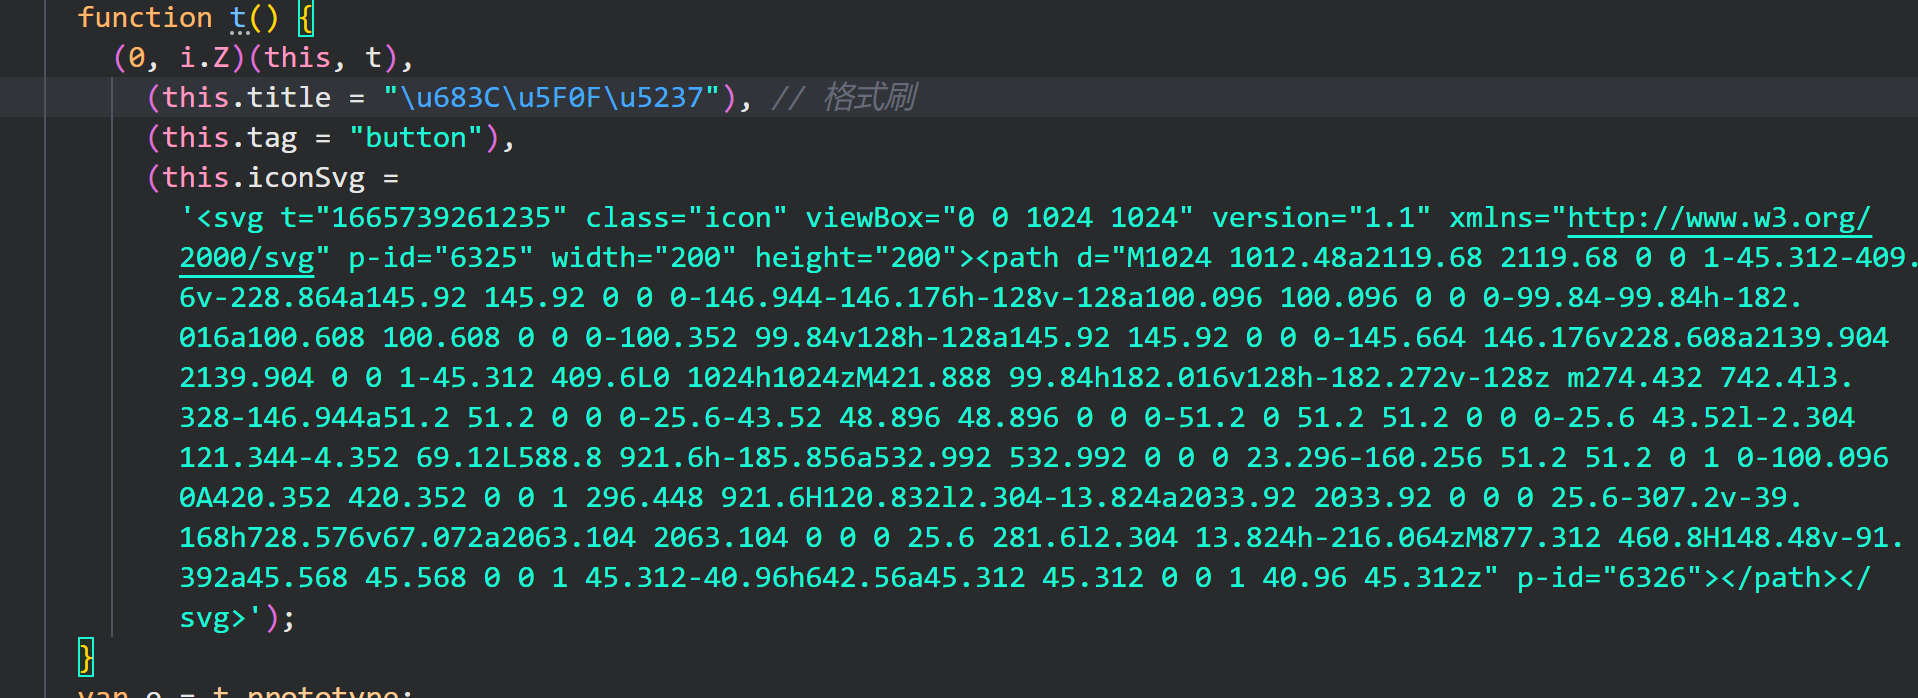 function t() {
(0, i.Z)(this, t),
(this.title = "\u683C\u5F0F\u5237"), // 格式刷
(this.tag = "button"),
(this.iconSvg =
'<svg t="1665739261235" class="icon" viewBox="0 0 1024 1024" version="1.1" xmlns="http://www.w3.org/
2000/svg" p-id="6325" width="200" height="200"><path d="M1024 1012.48a2119.68 2119.68 0 0 1-45.312-409.
6v-228.864a145.92 145.92 0 0 0-146.944-146.176h-128v-128a100.096 100.096 0 0 0-99.84-99.84h-182.
016a100.608 100.608 0 0 0-100.352 99.84v128h-128a145.92 145.92 0 0 0-145.664 146.176v228.608a2139.904
2139.904 0 0 1-45.312 409.6L0 1024h1024zM421.888 99.84h182.016v128h-182.272v-128z m274.432 742.4l3.
328-146.944a51.2 51.2 0 0 0-25.6-43.52 48.896 48.896 0 0 0-51.2 0 51.2 51.2 0 0 0-25.6 43.52l-2.304
121.344-4.352 69.12L588.8 921.6h-185.856a532.992 532.992 0 0 0 23.296-160.256 51.2 51.2 0 1 0-100.096
0A420.352 420.352 0 0 1 296.448 921.6H120.832l2.304-13.824a2033.92 2033.92 0 0 0 25.6-307.2v-39.
168h728.576v67.072a2063.104 2063.104 0 0 0 25.6 281.6l2.304 13.824h-216.064zM877.312 460.8H148.48v-91.
392a45.568 45.568 0 0 1 45.312-40.96h642.56a45.312 45.312 0 0 1 40.96 45.312z" p-id="6326"></path></
svg>');
}
var e = t.prototype;